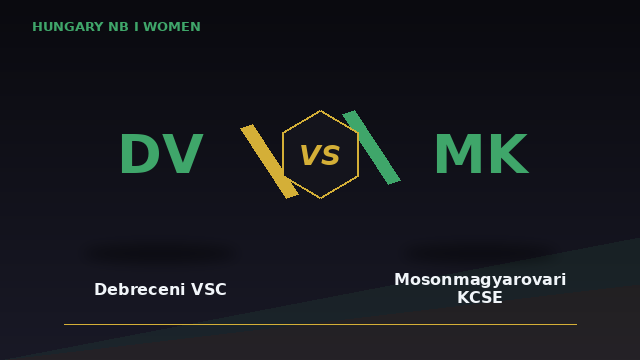 HUNGARY NB I WOMEN
DV
VS
MK
Debreceni VSC
Mosonmagyarovari
KCSE